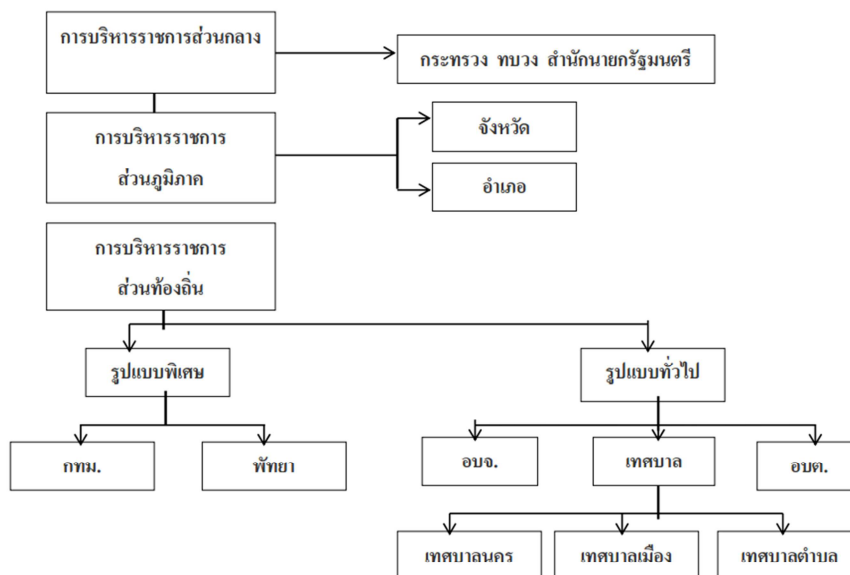 การบริหารราชการส่วนกลาง
กระทรวง ทบวง สำนักนายกรัฐมนตรี
การบริหารราชการ
ส่วนภูมิภาค
จังหวัด
อำเภอ
การบริหารราชการ
ส่วนท้องถิ่น
รูปแบบพิเศษ
รูปแบบทั่วไป
กทม.
พัทยา
อบจ.
เทศบาล
อบต.
เทศบาลนคร
เทศบาลเมือง
เทศบาลตำบล